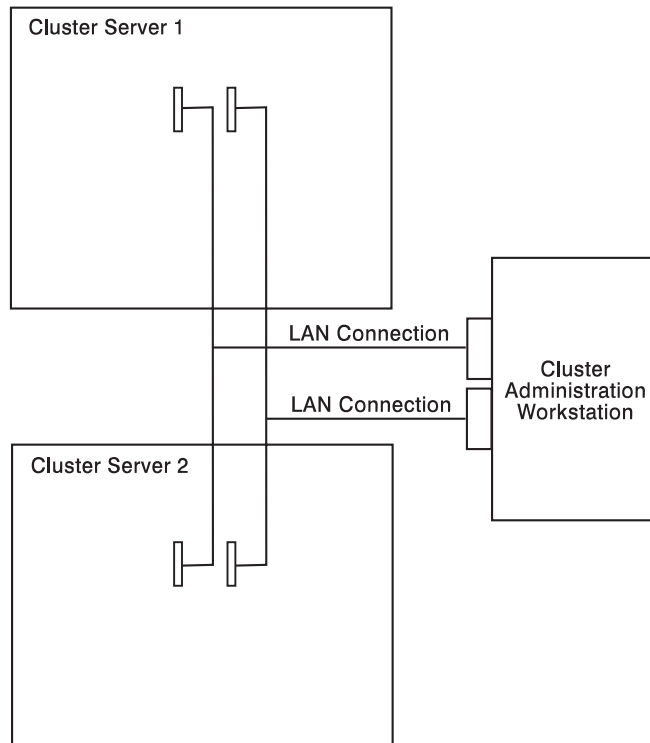 Cluster Server 1
LAN Connection
LAN Connection
Cluster
Administration
Workstation
Cluster Server 2